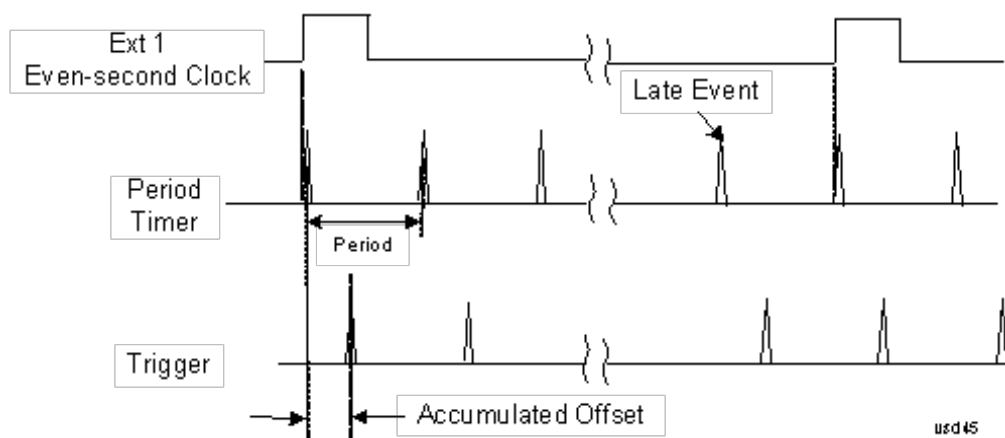 Ext 1
Even-second Clock
Late Event
Period
Timer
Period
Trigger
Accumulated Offset
usd45